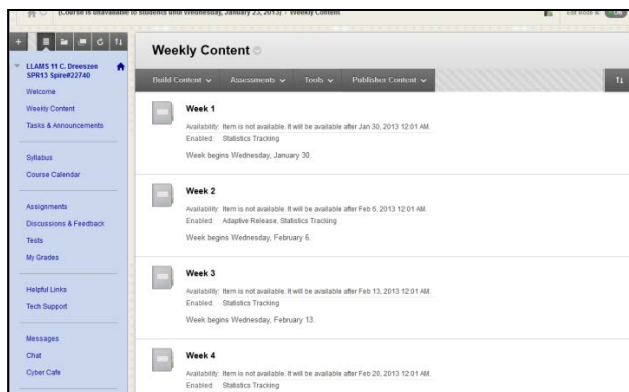 (Course is unavailable to students until Wednesday, January 23, 2013) Weekly Content
Edit Mode is: ON
LLAMS 11 C. Dreeszen
SPR13 Spire#22740
Welcome
Weekly Content
Tasks & Announcements
Syllabus
Course Calendar
Assignments
Discussions & Feedback
Tests
My Grades
Helpful Links
Tech Support
Messages
Chat
Cyber Cafe
Weekly Content
Build Content Assessments Tools Publisher Content
Week 1
Availability: Item is not available. It will be available after Jan 30, 2013 12:01 AM.
Enabled: Statistics Tracking
Week begins Wednesday, January 30.
Week 2
Availability: Item is not available. It will be available after Feb 6, 2013 12:01 AM.
Enabled: Adaptive Release, Statistics Tracking
Week begins Wednesday, February 6.
Week 3
Availability: Item is not available. It will be available after Feb 13, 2013 12:01 AM.
Enabled: Statistics Tracking
Week begins Wednesday, February 13.
Week 4
Availability: Item is not available. It will be available after Feb 20, 2013 12:01 AM.
Enabled: Statistics Tracking